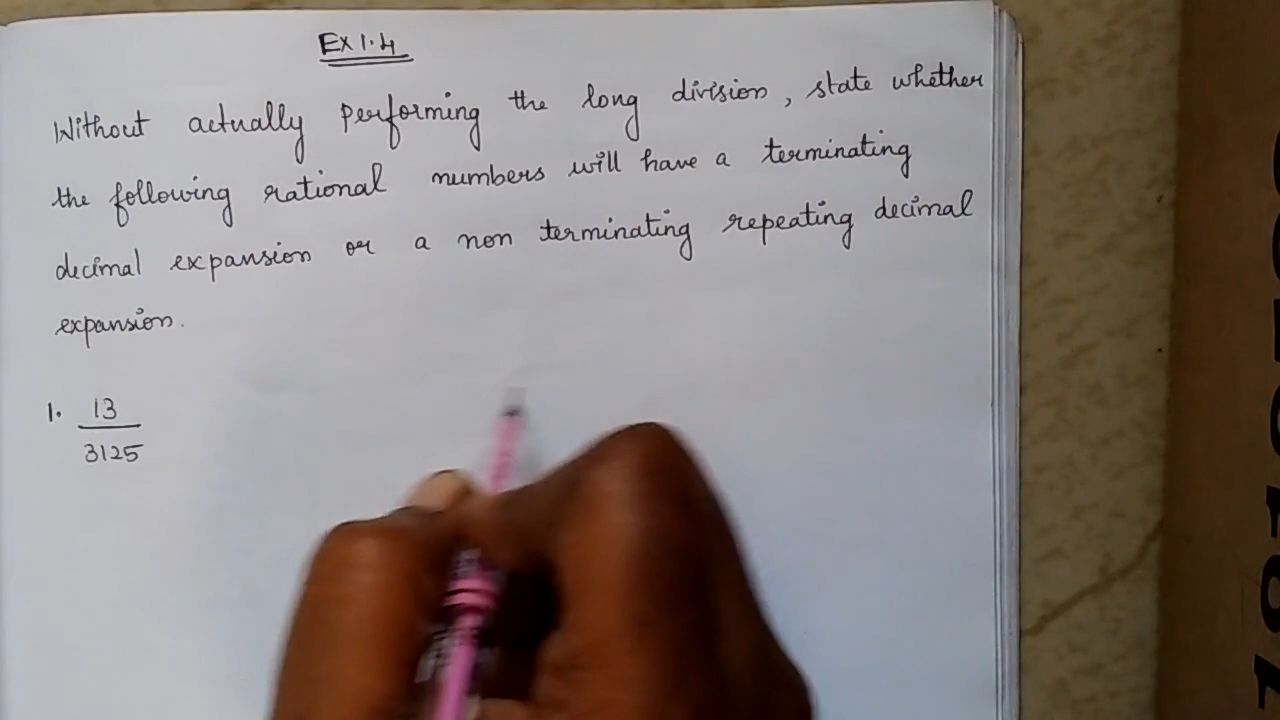 Ex 1.4
Without actually performing the long division, state whether
the following rational numbers will have a terminating
decimal expansion or a non terminating repeating decimal
expansion.
1. 13
3125